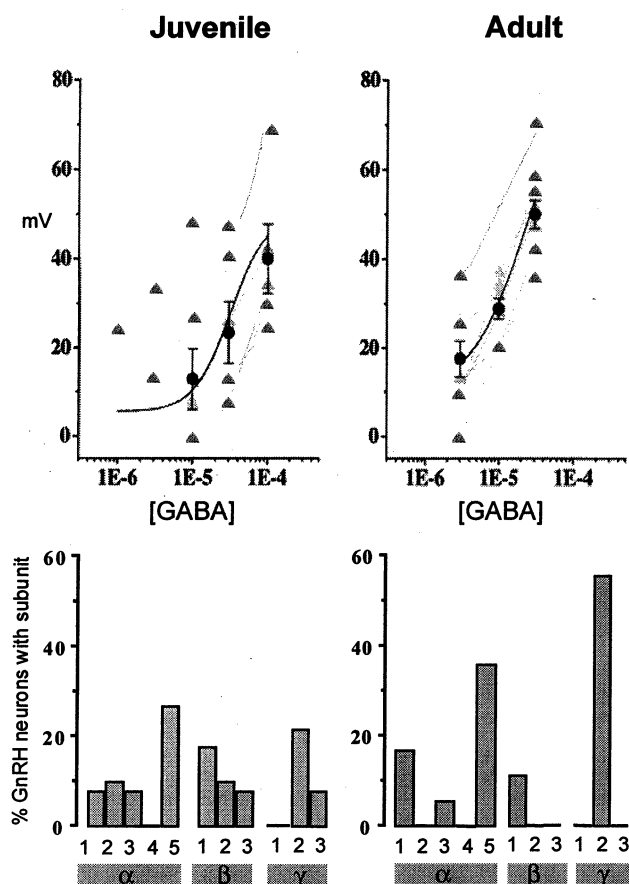 Juvenile
Adult
80
60
mV
40
20
0
1E-6 1E-5 1E-4
[GABA]
80
60
40
20
0
1E-6 1E-5 1E-4
[GABA]
% GnRH neurons with subunit
60
40
20
0
1 2 3 4 5 1 2 3 1 2 3
α β γ
60
40
20
0
1 2 3 4 5 1 2 3 1 2 3
α β γ